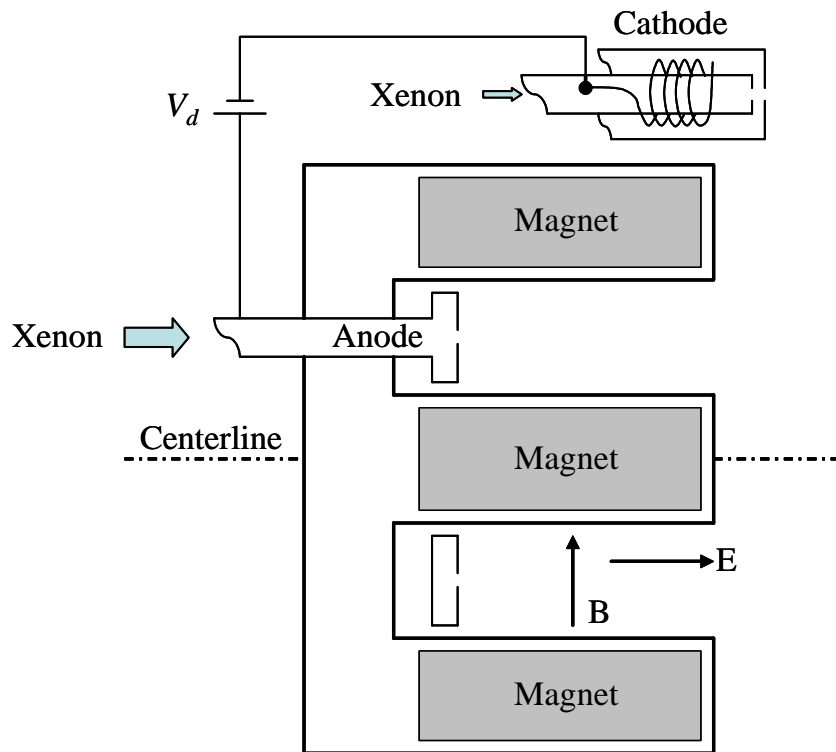 Cathode
Xenon
V_d
Magnet
Xenon
Anode
Centerline
Magnet
E
B
Magnet